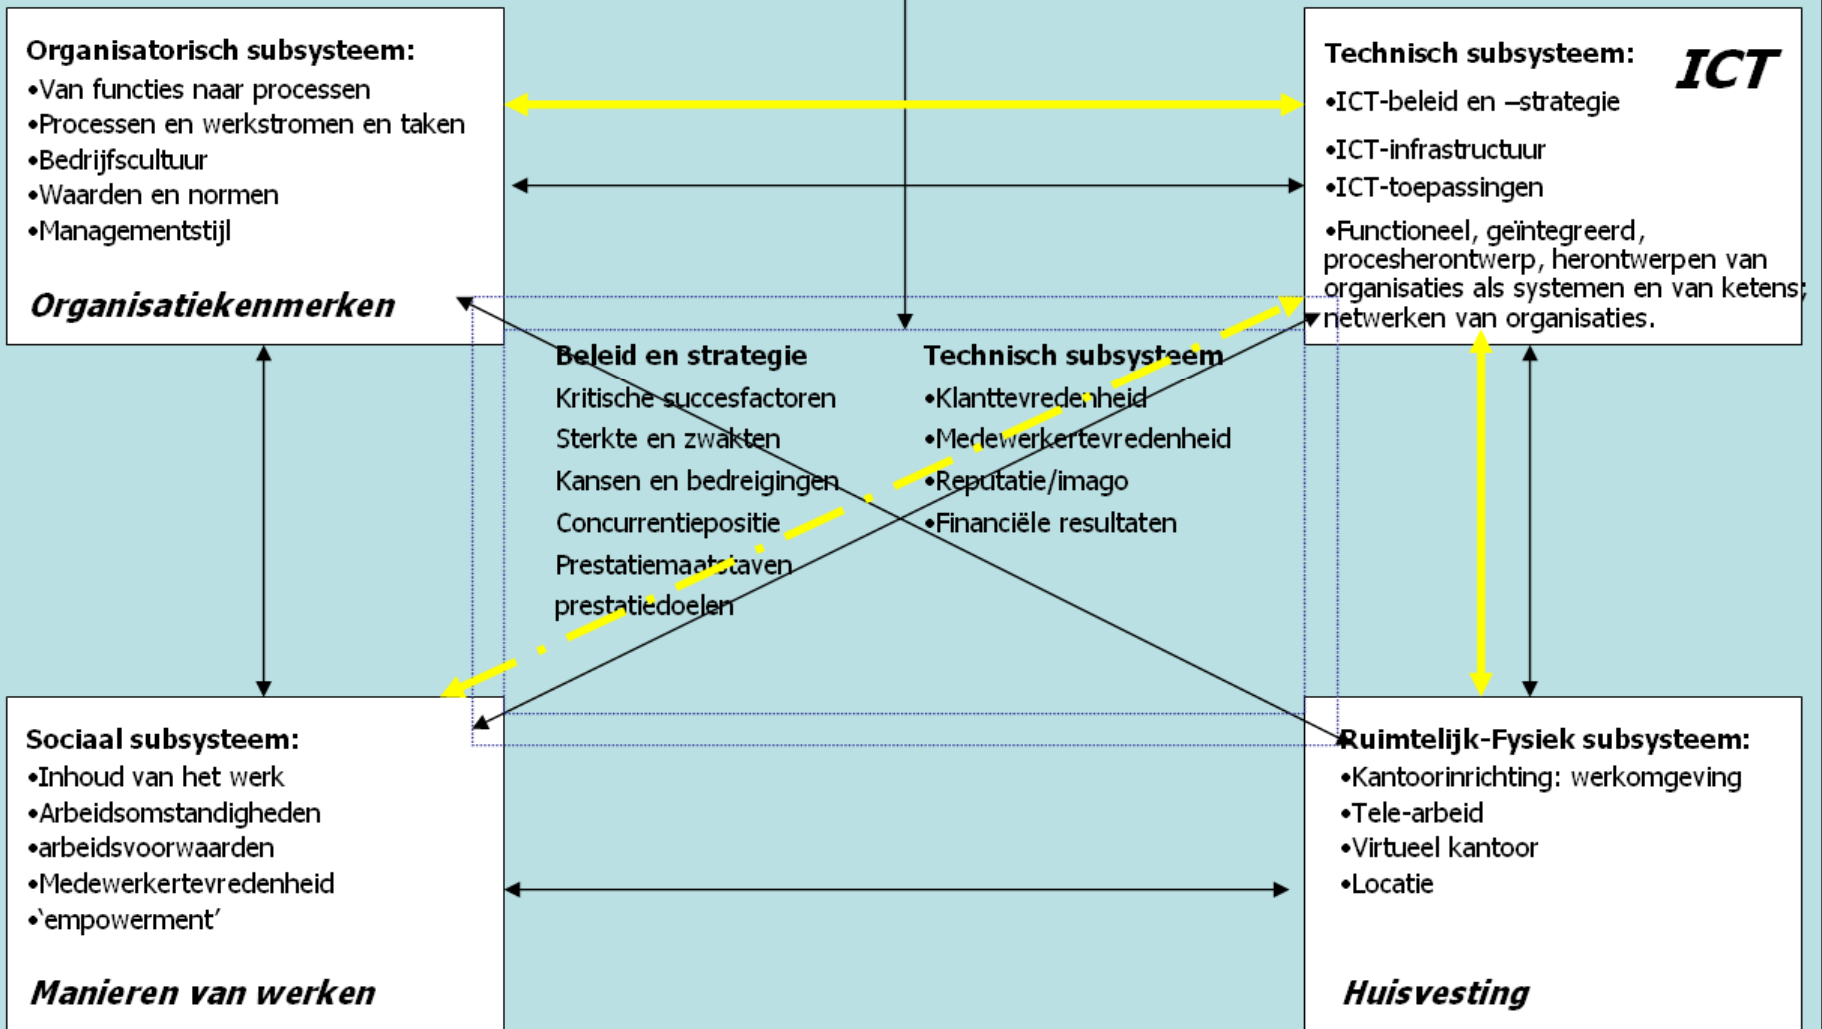 Organisatorisch subsysteem:
•Van functies naar processen
•Processen en werkstromen en taken
•Bedrijfscultuur
•Waarden en normen
•Managementstijl
Organisatiekenmerken
Technisch subsysteem:
ICT
•ICT-beleid en –strategie
•ICT-infrastructuur
•ICT-toepassingen
•Functioneel, geïntegreerd,
procesherontwerp, herontwerpen van
organisaties als systemen en van ketens;
netwerken van organisaties.
Beleid en strategie
Kritische succesfactoren
Sterkte en zwakten
Kansen en bedreigingen
Concurrentiepositie
Prestatiemaatstaven
prestatiedoelen
Technisch subsysteem
•Klanttevredenheid
•Medewerkertevredenheid
•Reputatie/imago
•Financiële resultaten
Sociaal subsysteem:
•Inhoud van het werk
•Arbeidsomstandigheden
•arbeidsvoorwaarden
•Medewerkertevredenheid
•‘empowerment’
Manieren van werken
Ruimtelijk-Fysiek subsysteem:
•Kantoorinrichting: werkomgeving
•Tele-arbeid
•Virtueel kantoor
•Locatie
Huisvesting